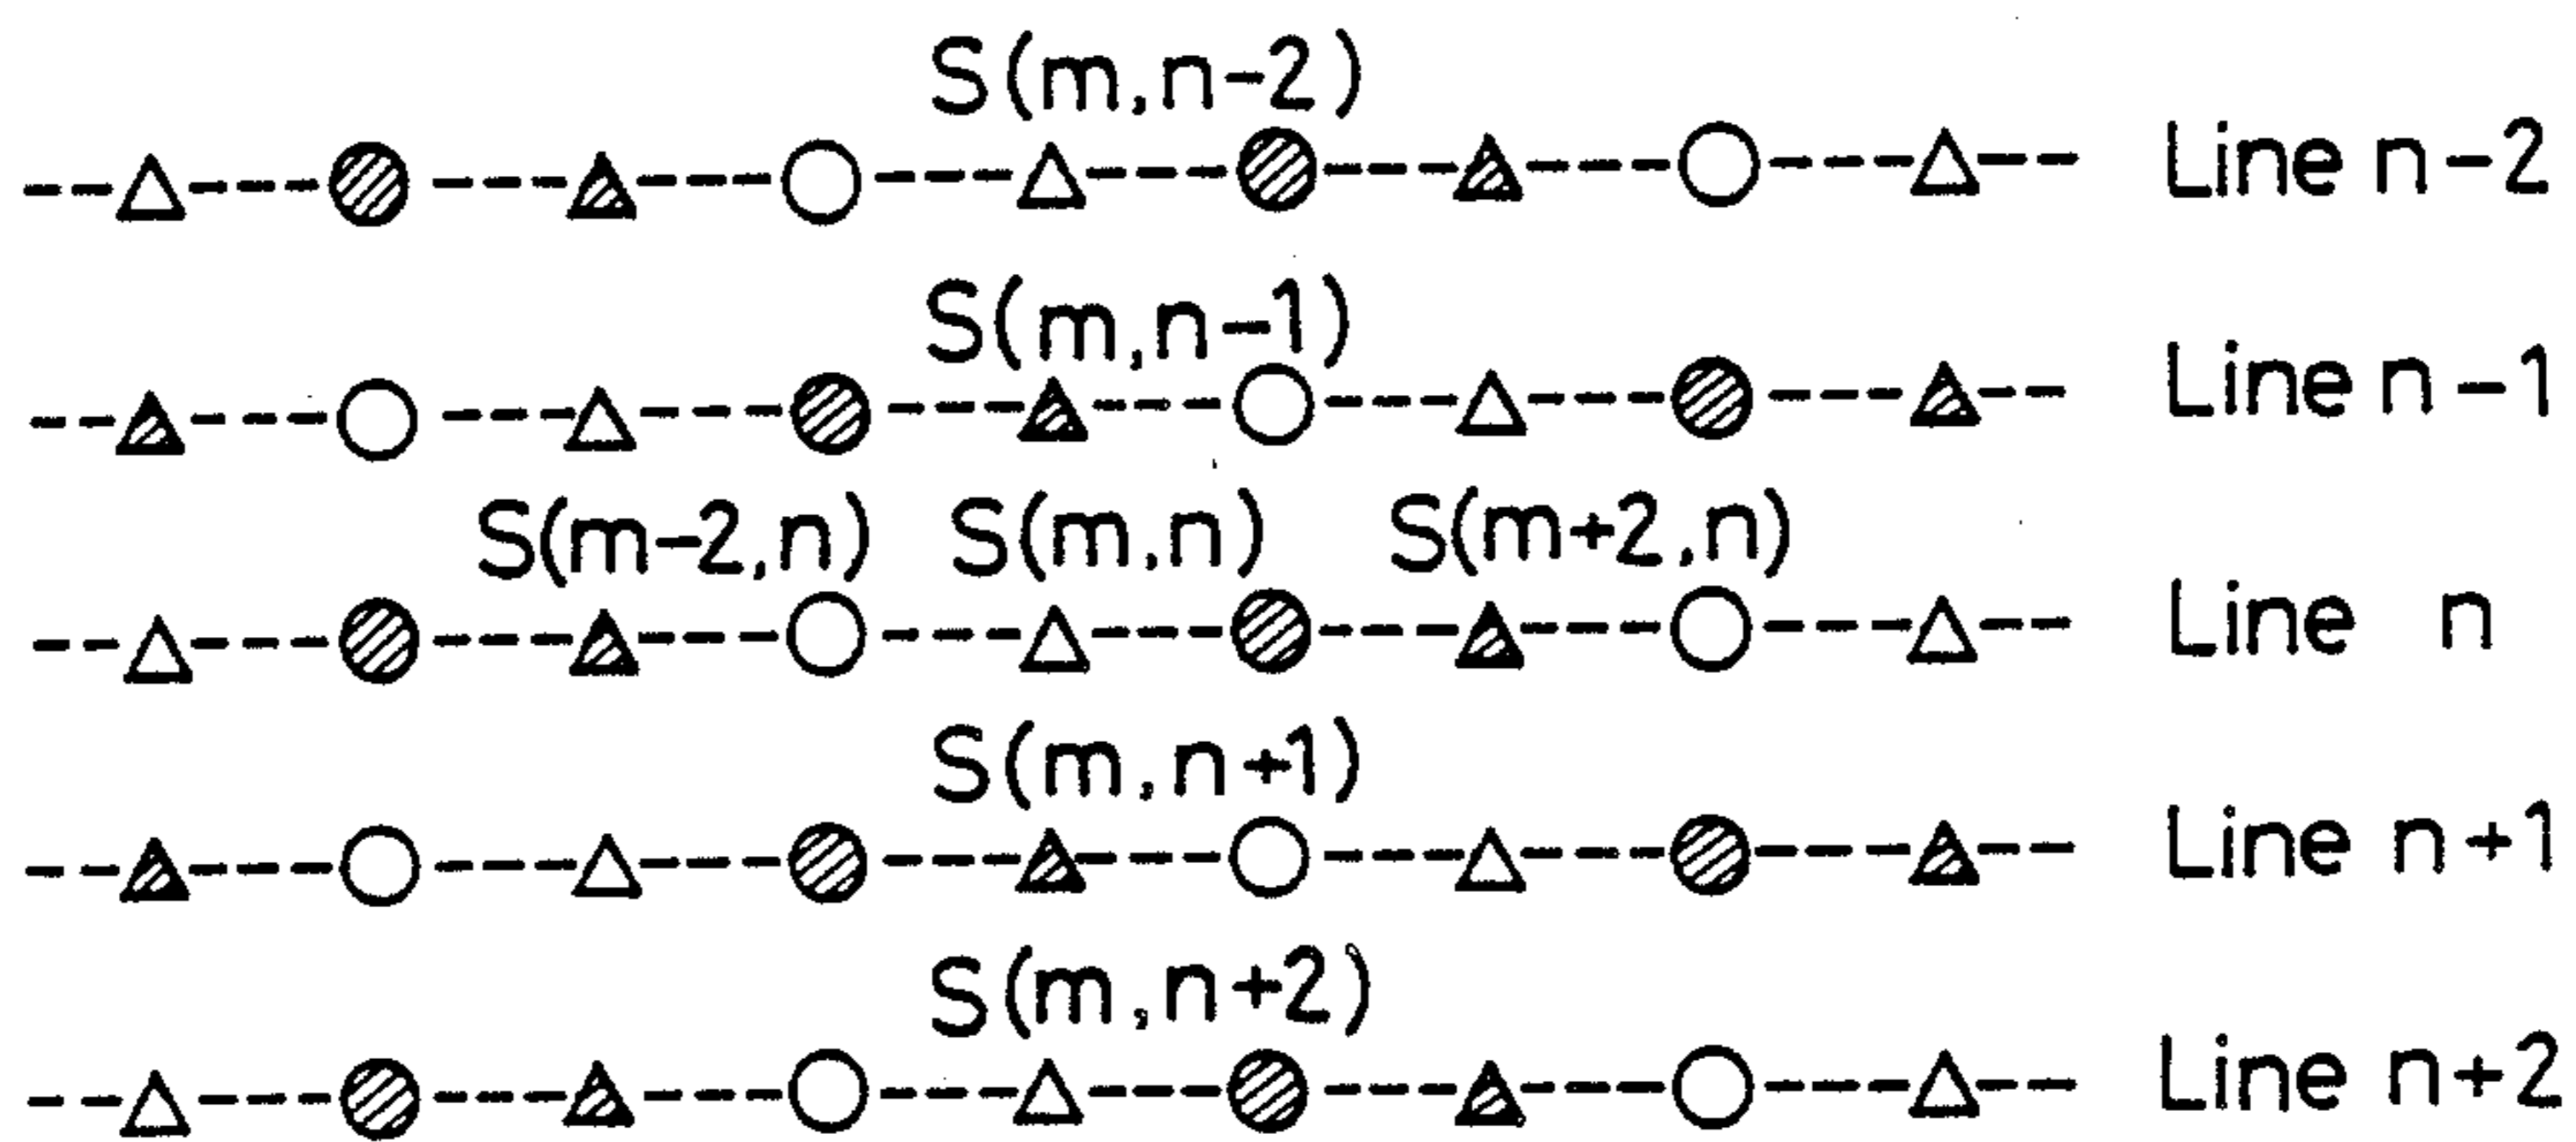 S(m,n-2)
Line n-2
S(m,n-1)
Line n-1
S(m-2,n) S(m,n) S(m+2,n)
Line n
S(m,n+1)
Line n+1
S(m,n+2)
Line n+2